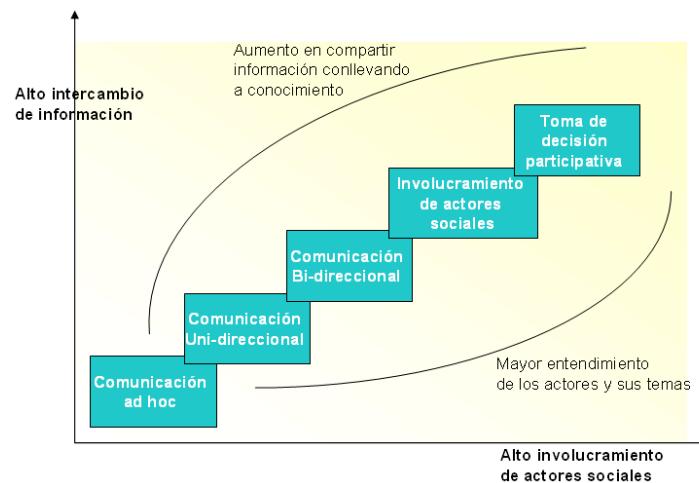 Aumento en compartir
información conllevando
a conocimiento
Alto intercambio
de información
Toma de
decisión
participativa
Involucramiento
de actores
sociales
Comunicación
Bi-direccional
Comunicación
Uni-direccional
Comunicación
ad hoc
Mayor entendimiento
de los actores y sus temas
Alto involucramiento
de actores sociales